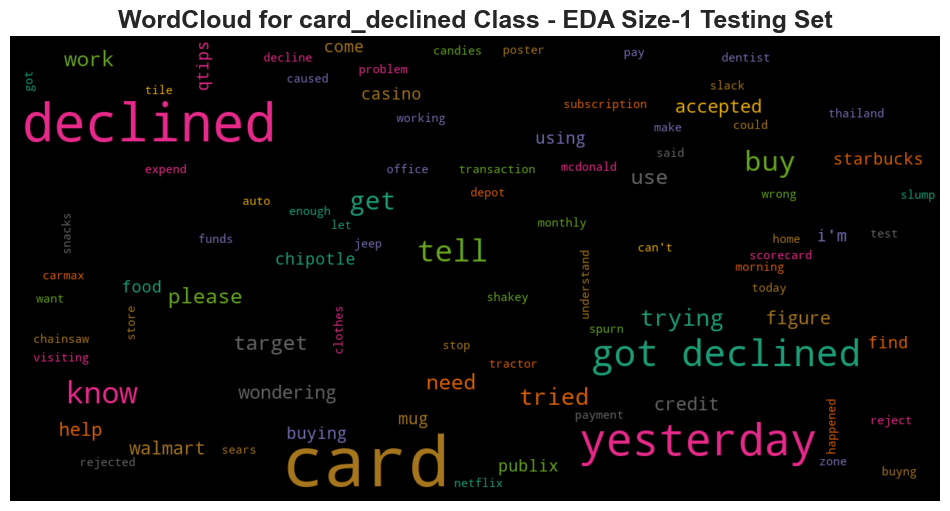 WordCloud for card_declined Class - EDA Size-1 Testing Set
work
got
tile
qtips
decline
caused
come
problem
candies
poster
pay
dentist
casino
working
subscription
slack
accepted
could
thailand
declined
using
make
said
buy
starbucks
expend
office
transaction
mcdonald
use
depot
wrong
slump
auto
get
enough
let
monthly
snacks
funds
jeep
tell
can't
home
i'm
test
scorecard
chipotle
morning
carmax
understand
today
want
food
please
shakey
store
clothes
trying
figure
spurn
chainsaw
target
stop
got declined
find
visiting
tractor
know
wondering
need
tried
credit
payment
happened
reject
help
mug
buying
yesterday
walmart
sears
rejected
card
publix
zone
buyng
netflix